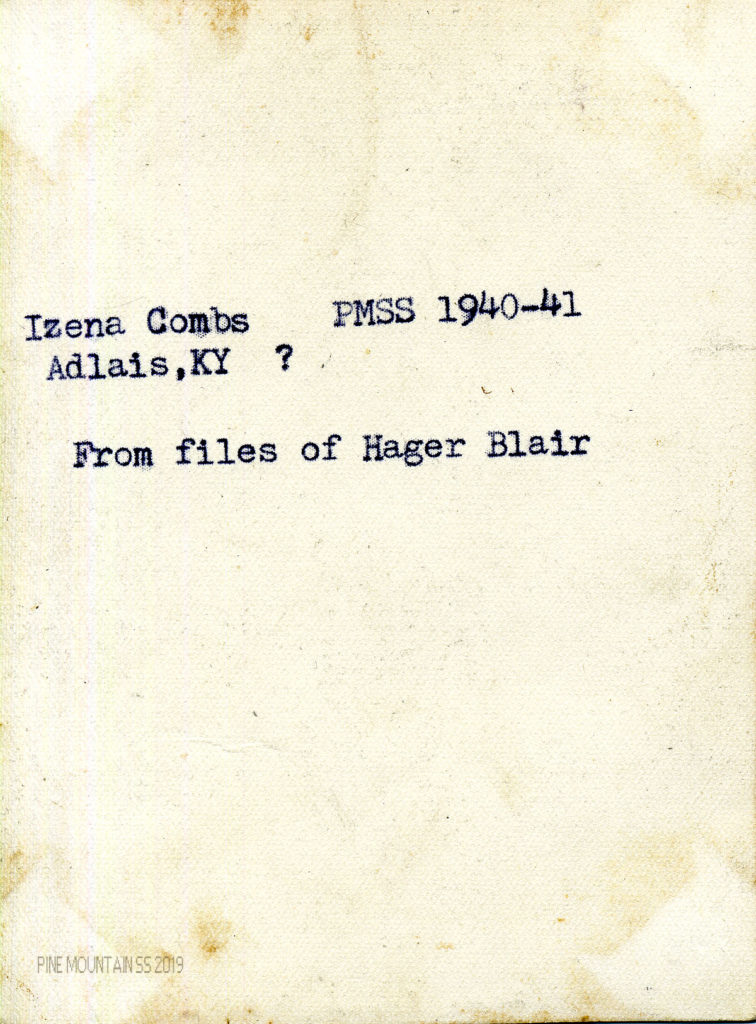 Izena Combs PMSS 1940-41
Adlais,KY ?
From files of Hager Blair
PINE MOUNTAIN SS 2019